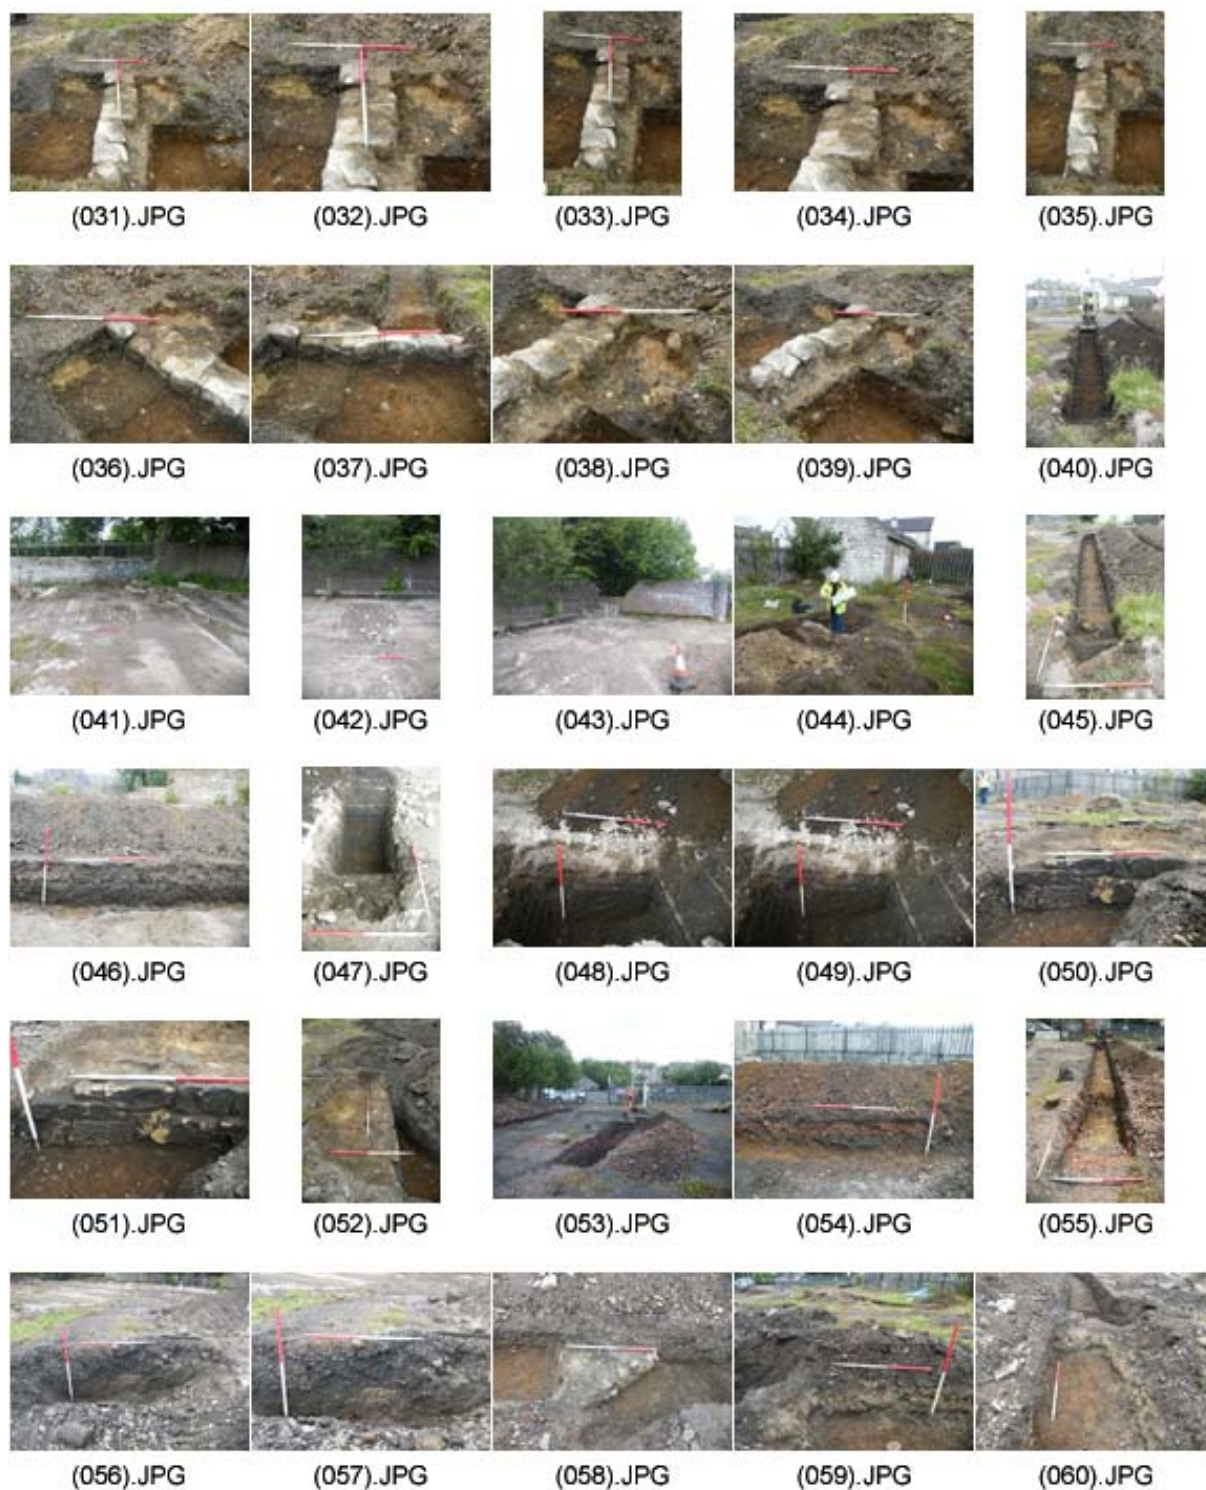 (031).JPG (032).JPG (033).JPG (034).JPG (035).JPG
(036).JPG (037).JPG (038).JPG (039).JPG (040).JPG
(041).JPG (042).JPG (043).JPG (044).JPG (045).JPG
(046).JPG (047).JPG (048).JPG (049).JPG (050).JPG
(051).JPG (052).JPG (053).JPG (054).JPG (055).JPG
(056).JPG (057).JPG (058).JPG (059).JPG (060).JPG